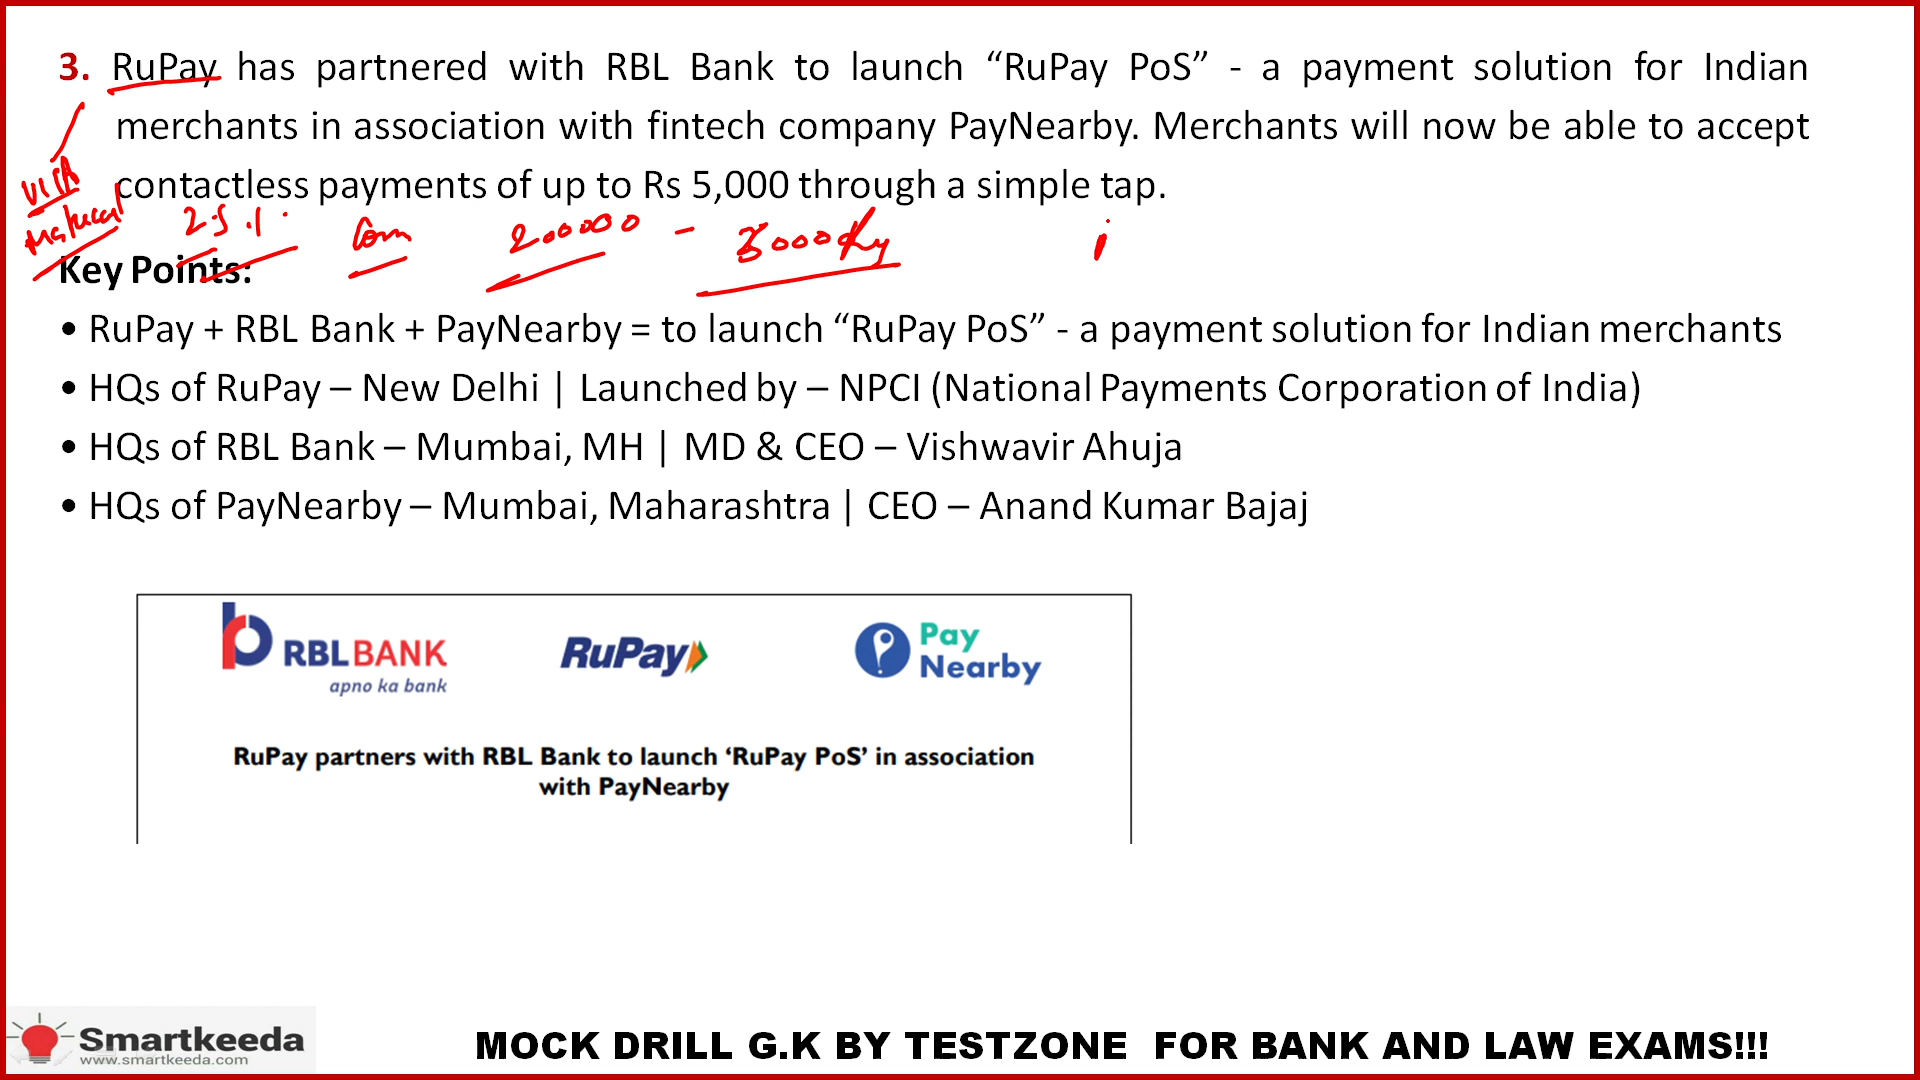 3. RuPay has partnered with RBL Bank to launch “RuPay PoS” - a payment solution for Indian
merchants in association with fintech company PayNearby. Merchants will now be able to accept
contactless payments of up to Rs 5,000 through a simple tap.
VISA
2.5 .1. Com 200000 -
Key Points:
• RuPay + RBL Bank + PayNearby = to launch “RuPay PoS” - a payment solution for Indian merchants
• HQs of RuPay – New Delhi | Launched by – NPCI (National Payments Corporation of India)
• HQs of RBL Bank – Mumbai, MH | MD & CEO – Vishwavir Ahuja
• HQs of PayNearby – Mumbai, Maharashtra | CEO – Anand Kumar Bajaj
RBLBANK RuPay Pay
apno ka bank Nearby
RuPay partners with RBL Bank to launch ‘RuPay PoS’ in association
with PayNearby
Smartkeeda
www.smartkeeda.com
MOCK DRILL G.K BY TESTZONE FOR BANK AND LAW EXAMS!!!